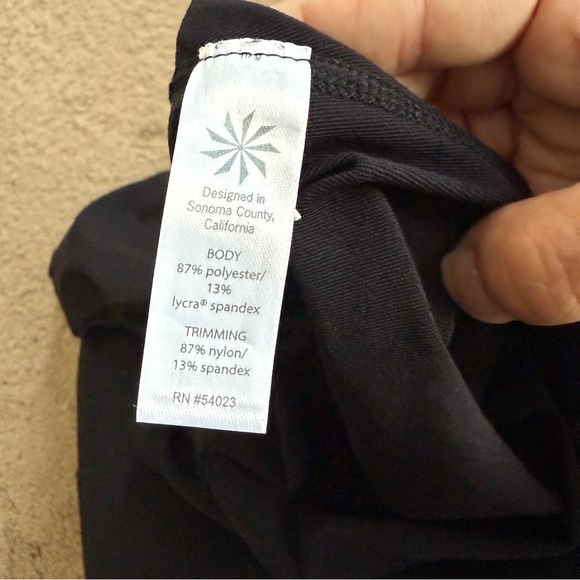 Designed in
Sonoma County,
California
BODY
87% polyester/
13%
lycra® spandex
TRIMMING
87% nylon/
13% spandex
RN #54023